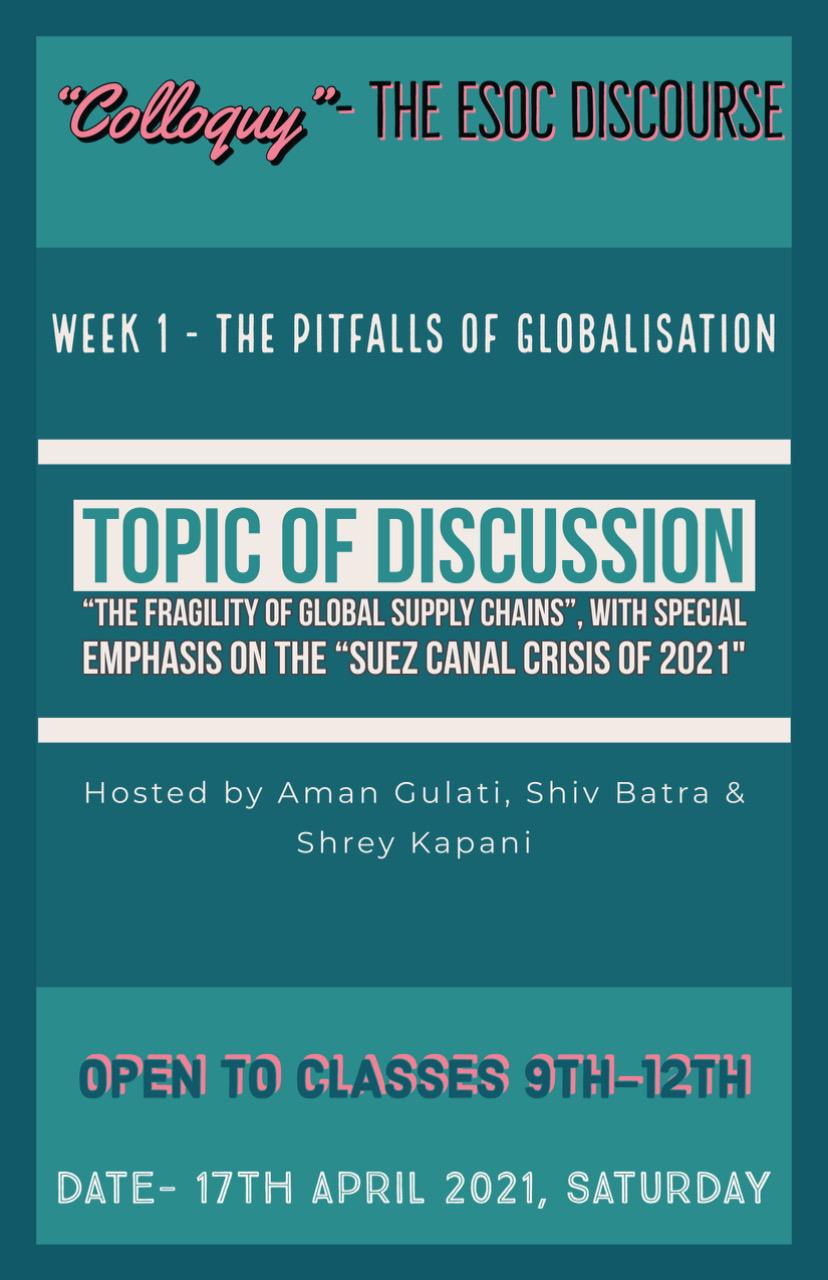 “Colloquy”- THE ESOC DISCOURSE
WEEK 1 - THE PITFALLS OF GLOBALISATION
TOPIC OF DISCUSSION
“THE FRAGILITY OF GLOBAL SUPPLY CHAINS”, WITH SPECIAL
EMPHASIS ON THE “SUEZ CANAL CRISIS OF 2021"
Hosted by Aman Gulati, Shiv Batra &
Shrey Kapani
OPEN TO CLASSES 9TH–12TH
DATE- 17TH APRIL 2021, SATURDAY